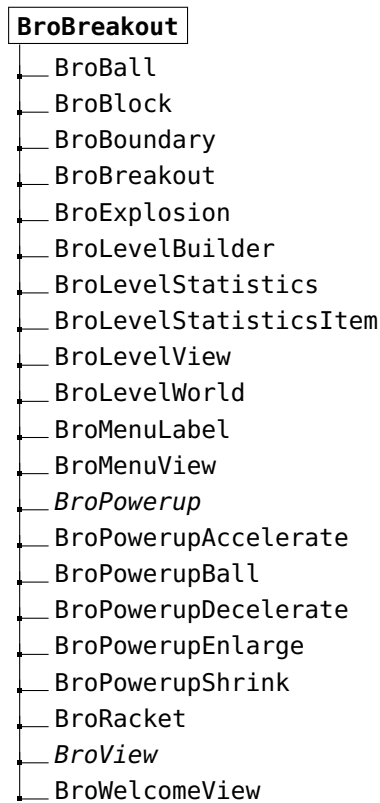 BroBreakout
BroBall
BroBlock
BroBoundary
BroBreakout
BroExplosion
BroLevelBuilder
BroLevelStatistics
BroLevelStatisticsItem
BroLevelView
BroLevelWorld
BroMenuLabel
BroMenuView
BroPowerup
BroPowerupAccelerate
BroPowerupBall
BroPowerupDecelerate
BroPowerupEnlarge
BroPowerupShrink
BroRacket
BroView
BroWelcomeView